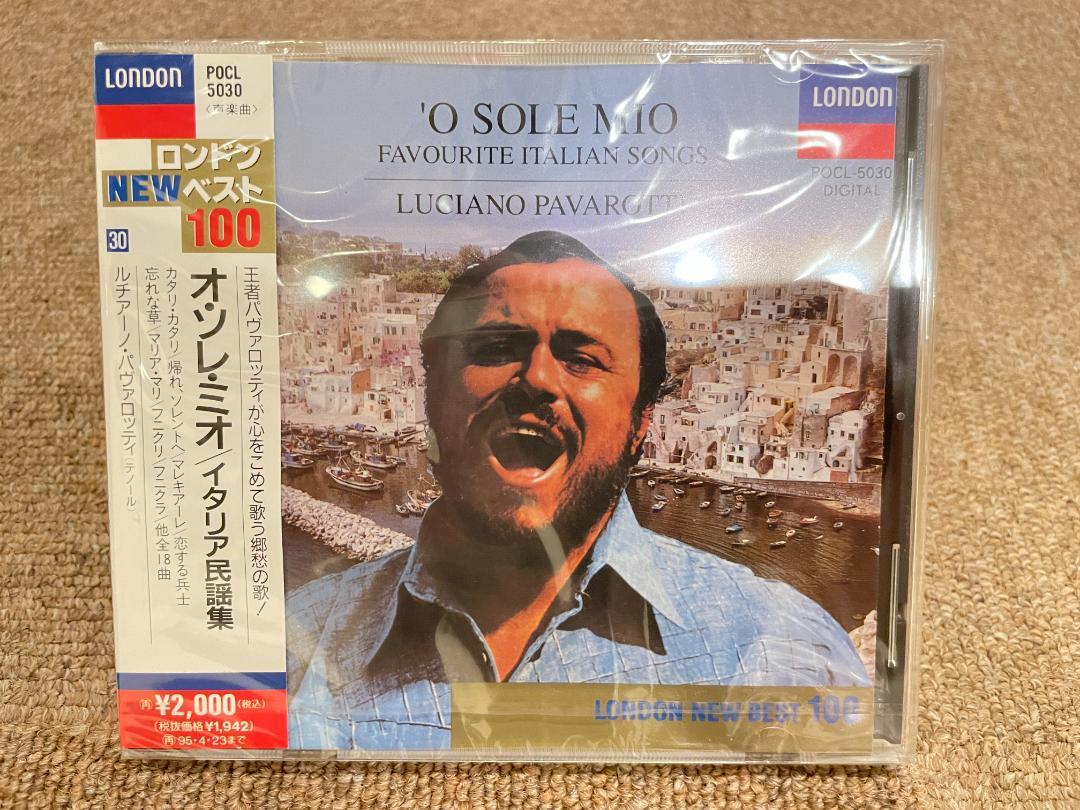 LONDON
POCL
5030
〈声楽曲〉
ロンドン
NEWベスト
100
30
王者パヴァロッティが心をこめて歌う郷愁の歌!
オ・ソレ・ミオ/イタリア民謡集
カタリ・カタリ/帰れ、ソレントへ/マレキアーレ/恋する兵士
忘れな草/マリア・マリ/フニクリ/フニクラ/他全18曲
ルチアーノ・パヴァロッティ(テノール)
再 ¥2,000(税込)
(税抜価格¥1,942)
再 95・4・23まで
'O SOLE MIO
FAVOURITE ITALIAN SONGS
LUCIANO PAVAROTTI
LONDON
POCL-5030
DIGITAL
LONDON NEW BEST 100